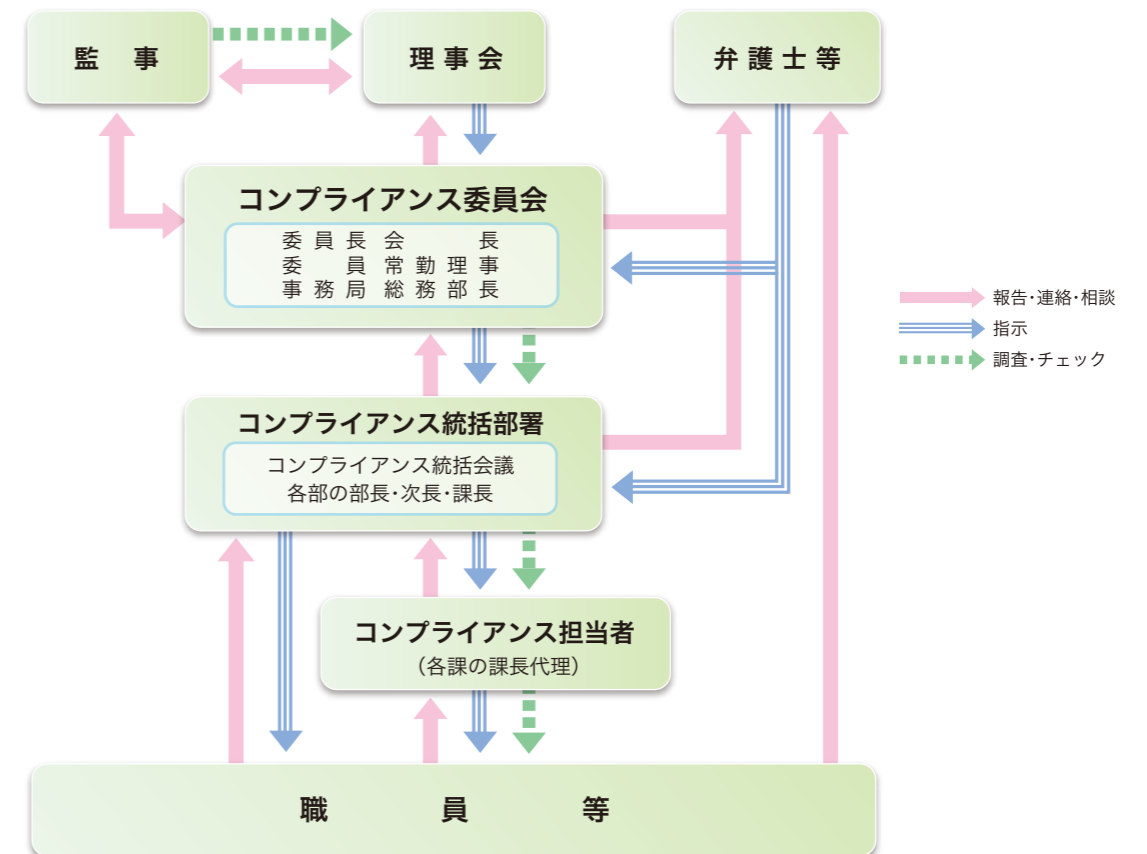 監 事
理事会
弁護士等
コンプライアンス委員会
委員長 会 長
委 員 常勤理事
事務局 総務部長
報告･連絡･相談
指示
調査･チェック
コンプライアンス統括部署
コンプライアンス統括会議
各部の部長･次長･課長
コンプライアンス担当者
（各課の課長代理）
職 員 等